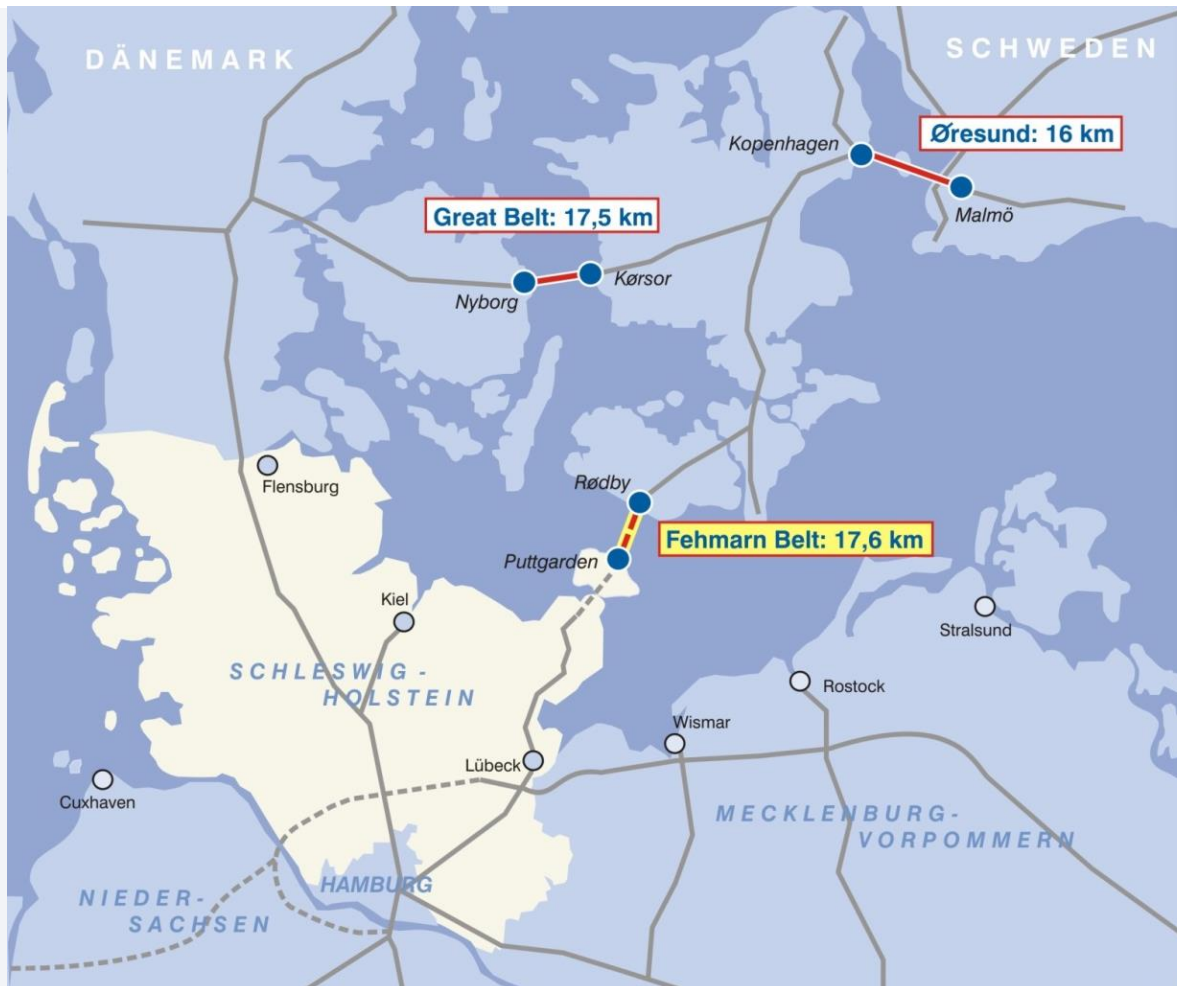 DÄNEMARK
SCHWEDEN
Kopenhagen
Øresund: 16 km
Malmö
Great Belt: 17,5 km
Nyborg
Kørsor
Flensburg
Rødby
Fehmarn Belt: 17,6 km
Puttgarden
Kiel
Stralsund
SCHLESWIG -
HOLSTEIN
Rostock
Wismar
Lübeck
Cuxhaven
MECKLENBURG-
VORPOMMERN
HAMBURG
NIEDER-
SACHSEN